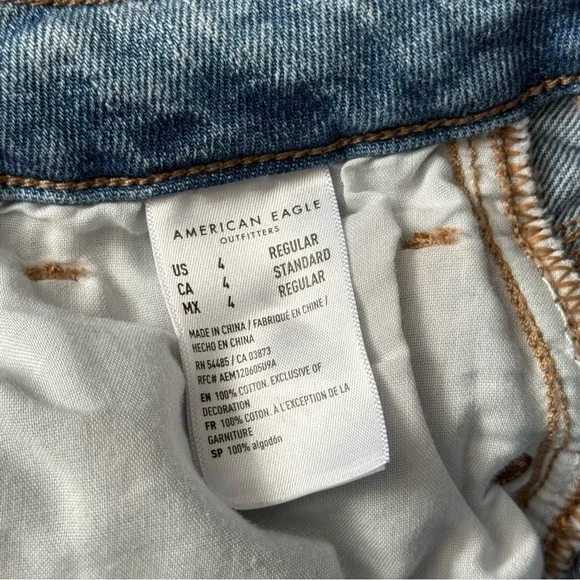 AMERICAN EAGLE
OUTFITTERS
US 4 REGULAR
CA 4 STANDARD
MX 4 REGULAR
MADE IN CHINA / FABRIQUÉ EN CHINE /
HECHO EN CHINA
RN 54485 / CA 03873
RFC# AEM120605U9A
EN 100% COTTON. EXCLUSIVE OF
DECORATION
FR 100% COTON. À L'EXCEPTION DE LA
GARNITURE
SP 100% algodón